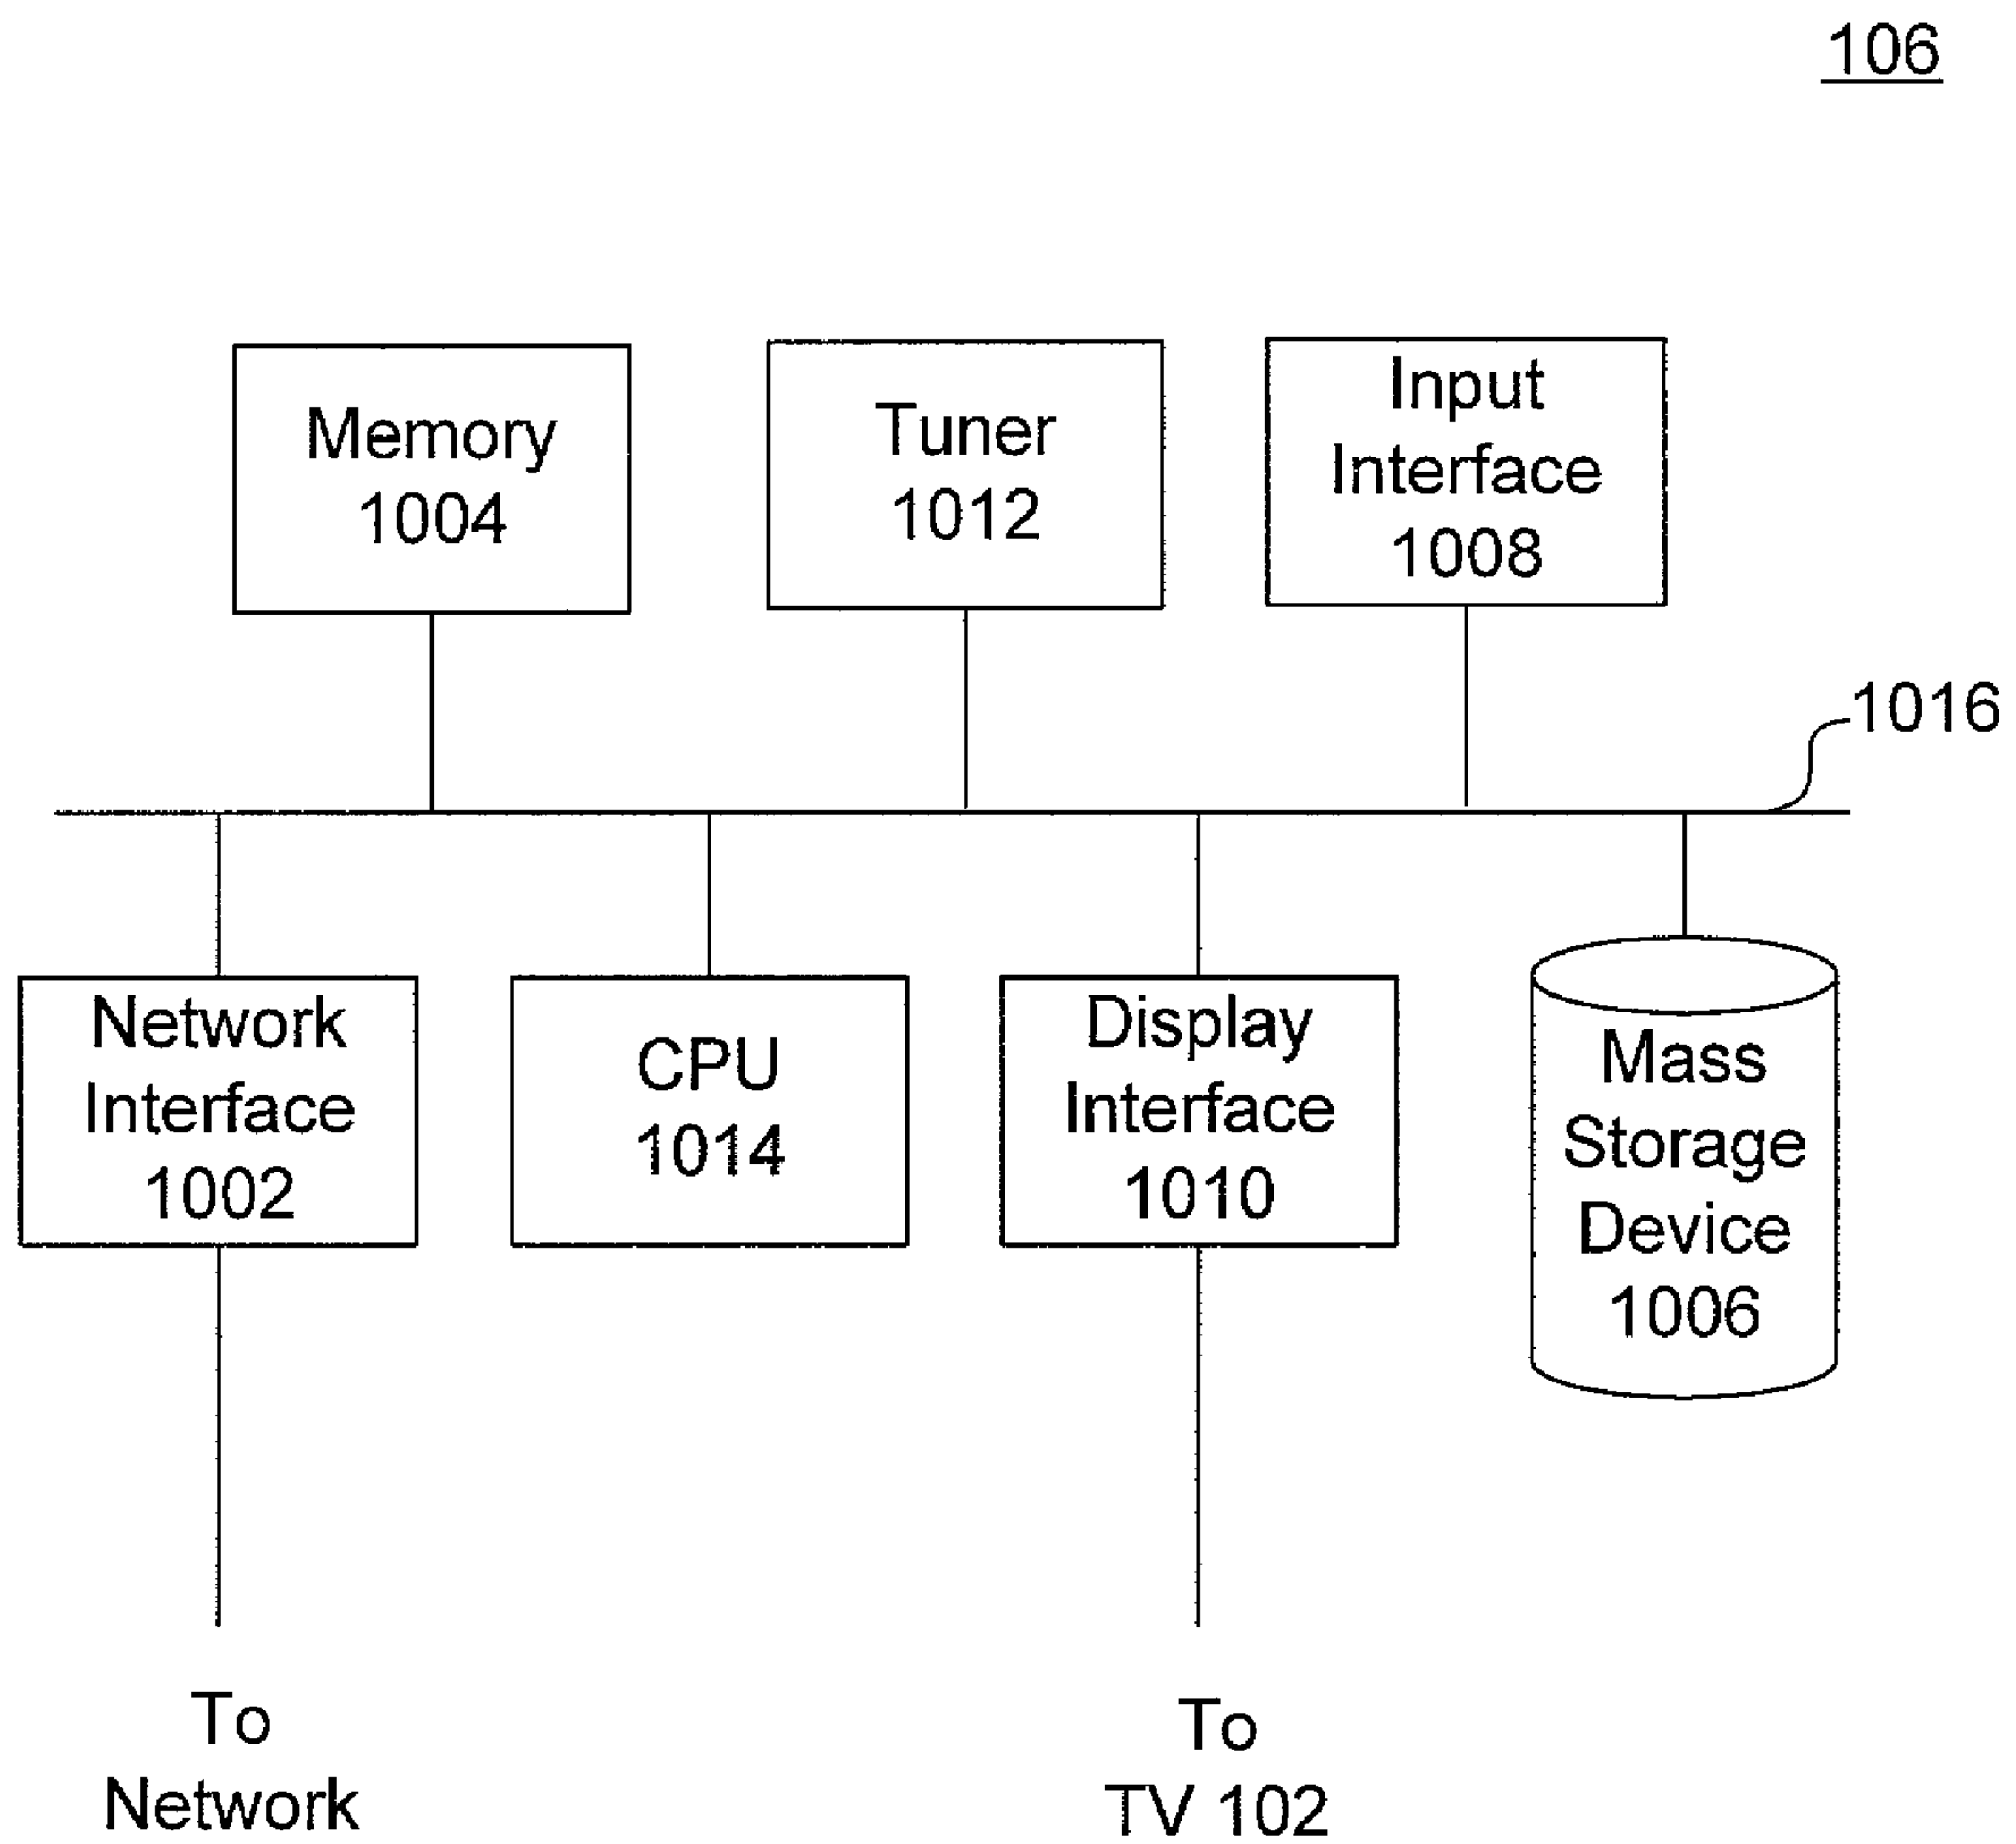 106
Memory
1004
Tuner
1012
Input
Interface
1008
1016
Network
Interface
1002
CPU
1014
Display
Interface
1010
Mass
Storage
Device
1006
To
Network
To
TV 102